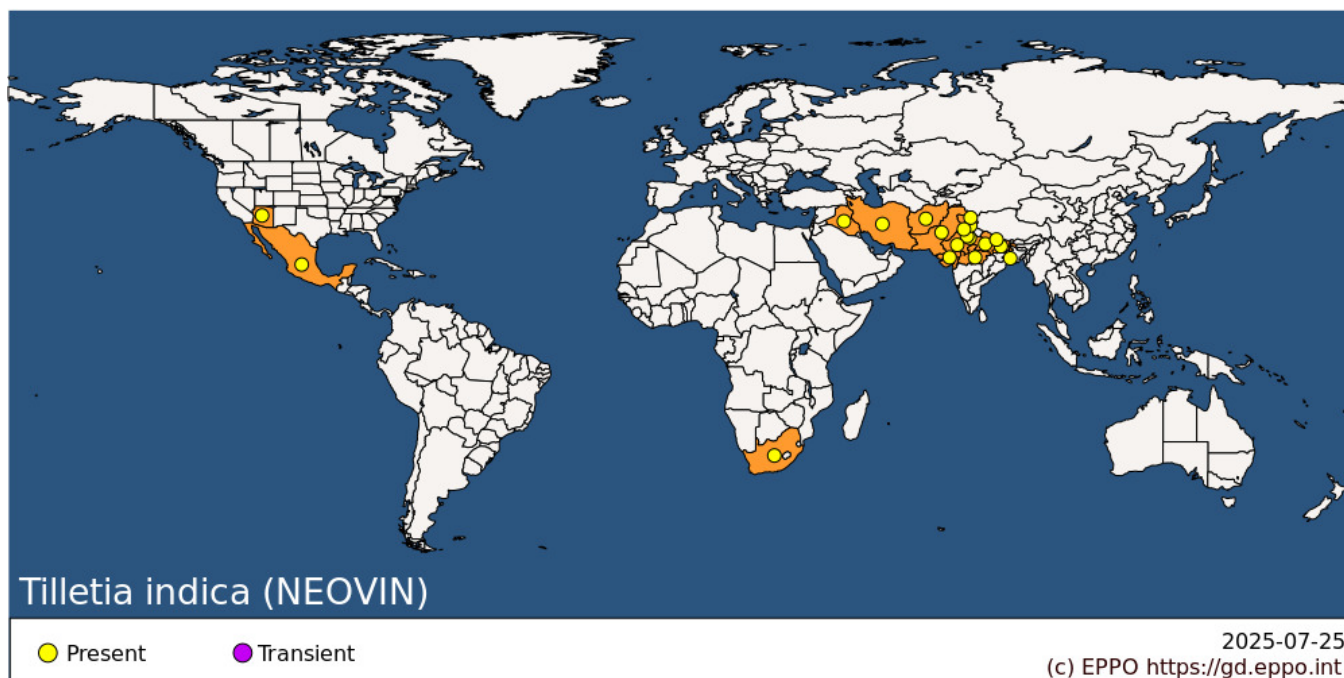 Tilletia indica (NEOVIN)
Present
Transient
2025-07-25
(c) EPPO https://gd.eppo.int